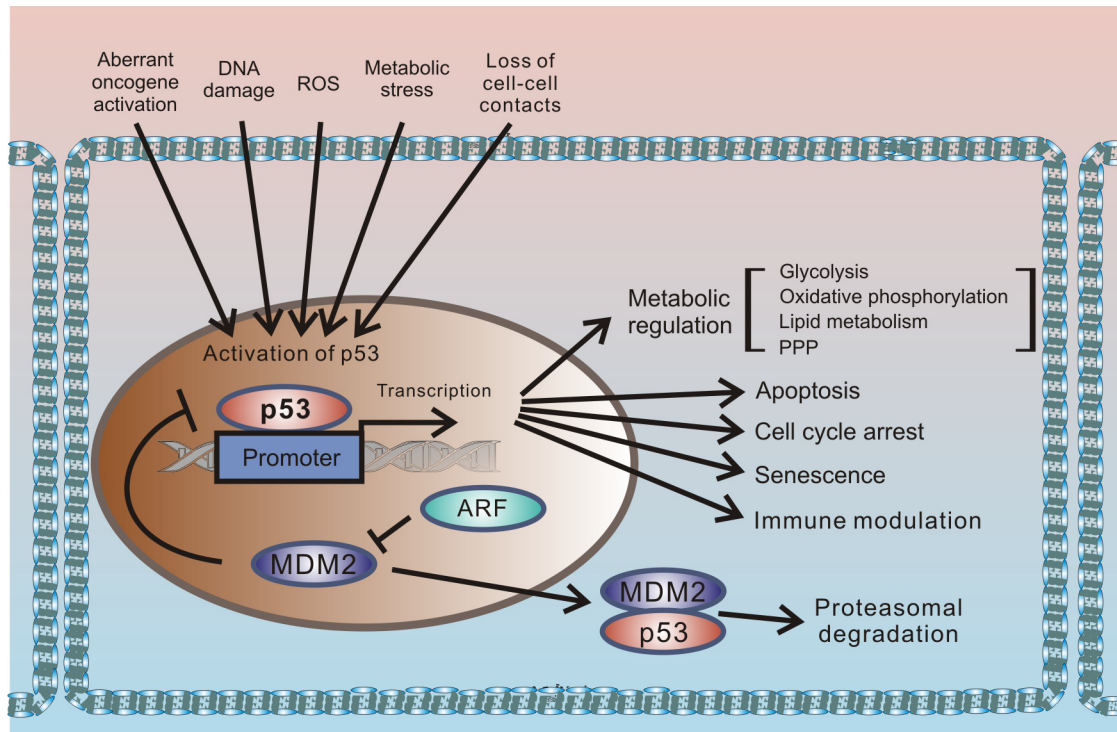 Aberrant
oncogene
activation
DNA
damage
ROS
Metabolic
stress
Loss of
cell-cell
contacts
Activation of p53
p53
Promoter
Transcription
ARF
MDM2
Metabolic
regulation
Glycolysis
Oxidative phosphorylation
Lipid metabolism
PPP
Apoptosis
Cell cycle arrest
Senescence
Immune modulation
MDM2
p53
Proteasomal
degradation